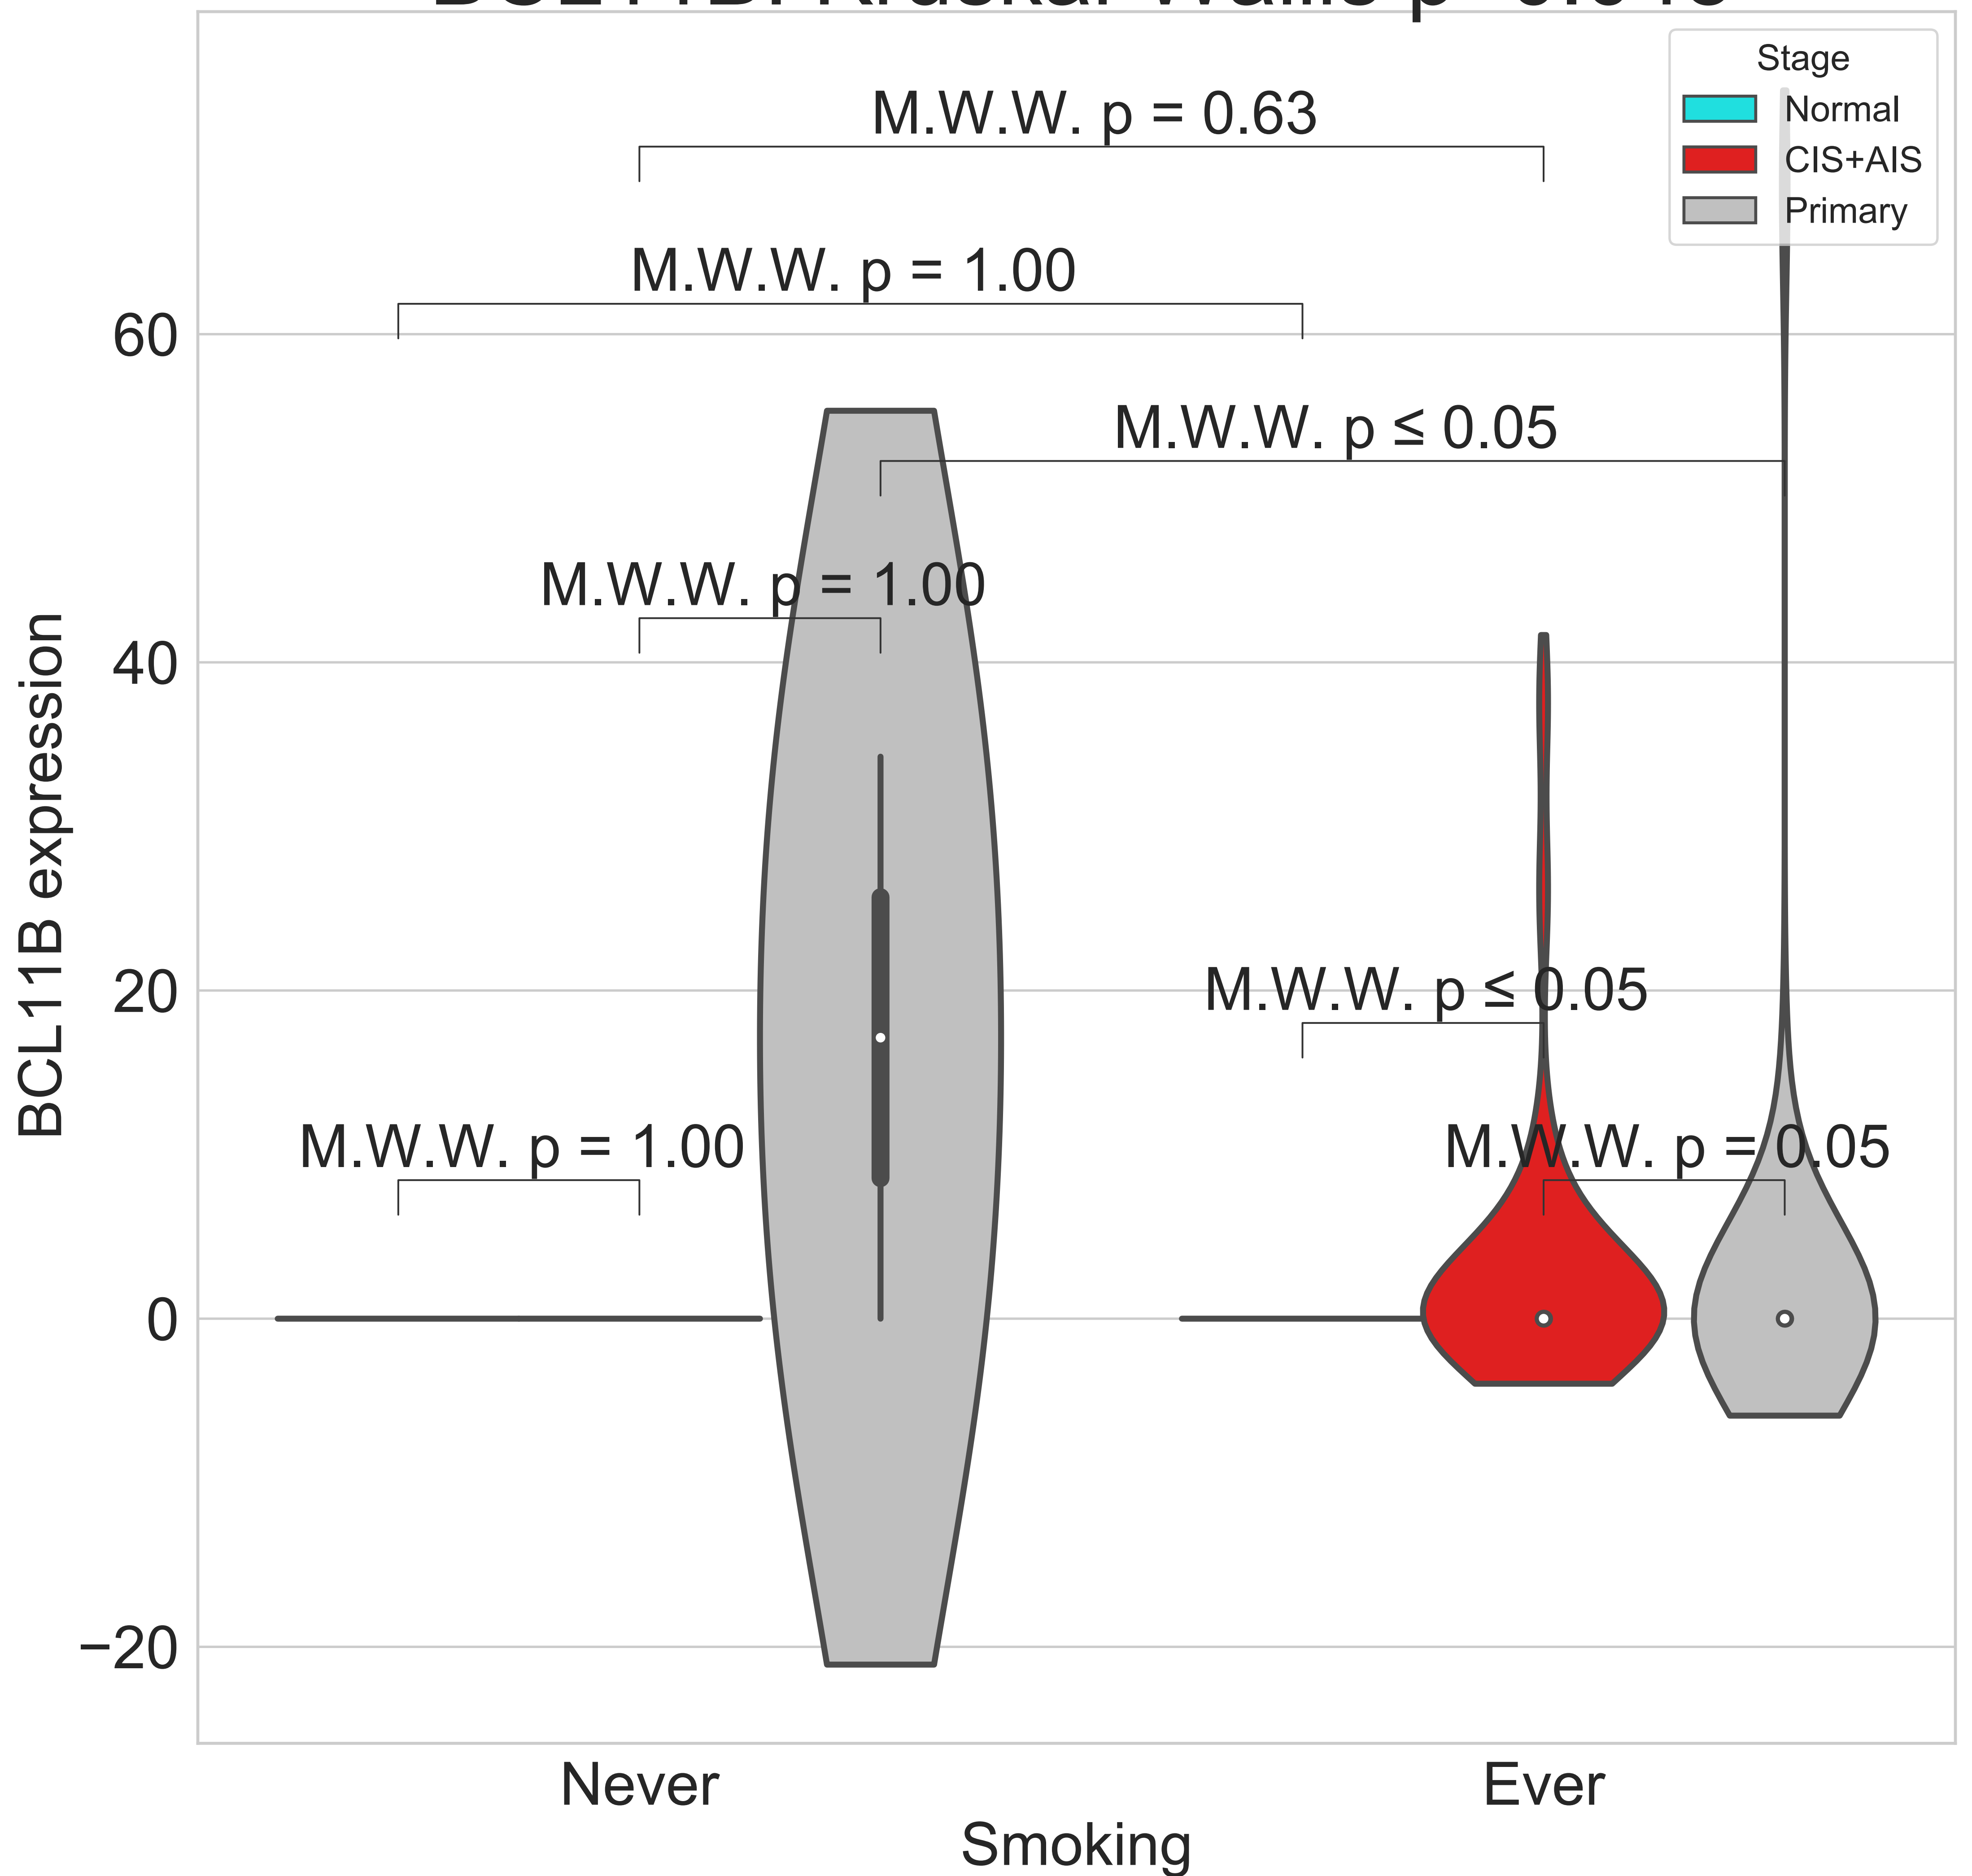 Stage
Normal
CIS+AIS
Primary
M.W.W. p = 0.63
M.W.W. p = 1.00
M.W.W. p ≤ 0.05
M.W.W. p = 1.00
M.W.W. p ≤ 0.05
M.W.W. p = 1.00
M.W.W. p = 0.05
BCL11B expression
60
40
20
0
−20
Never
Ever
Smoking